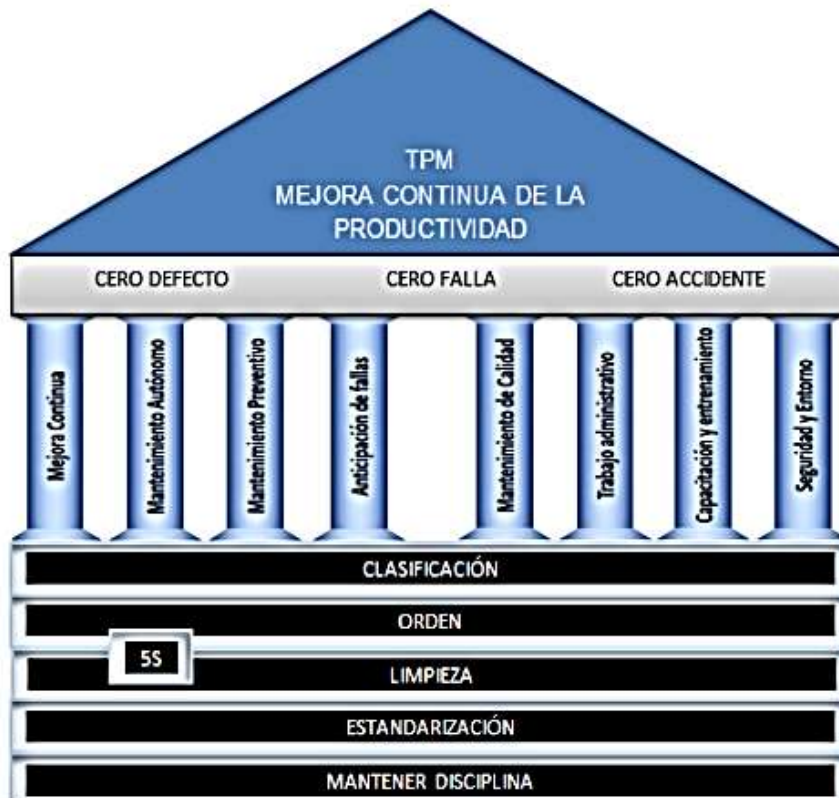 TPM
MEJORA CONTINUA DE LA
PRODUCTIVIDAD
CERO DEFECTO
CERO FALLA
CERO ACCIDENTE
Mejora Continua
Mantenimiento Autónomo
Mantenimiento Preventivo
Anticipación de fallas
Mantenimiento de Calidad
Trabajo administrativo
Capacitación y entrenamiento
Seguridad y Entorno
CLASIFICACIÓN
ORDEN
5S
LIMPIEZA
ESTANDARIZACIÓN
MANTENER DISCIPLINA